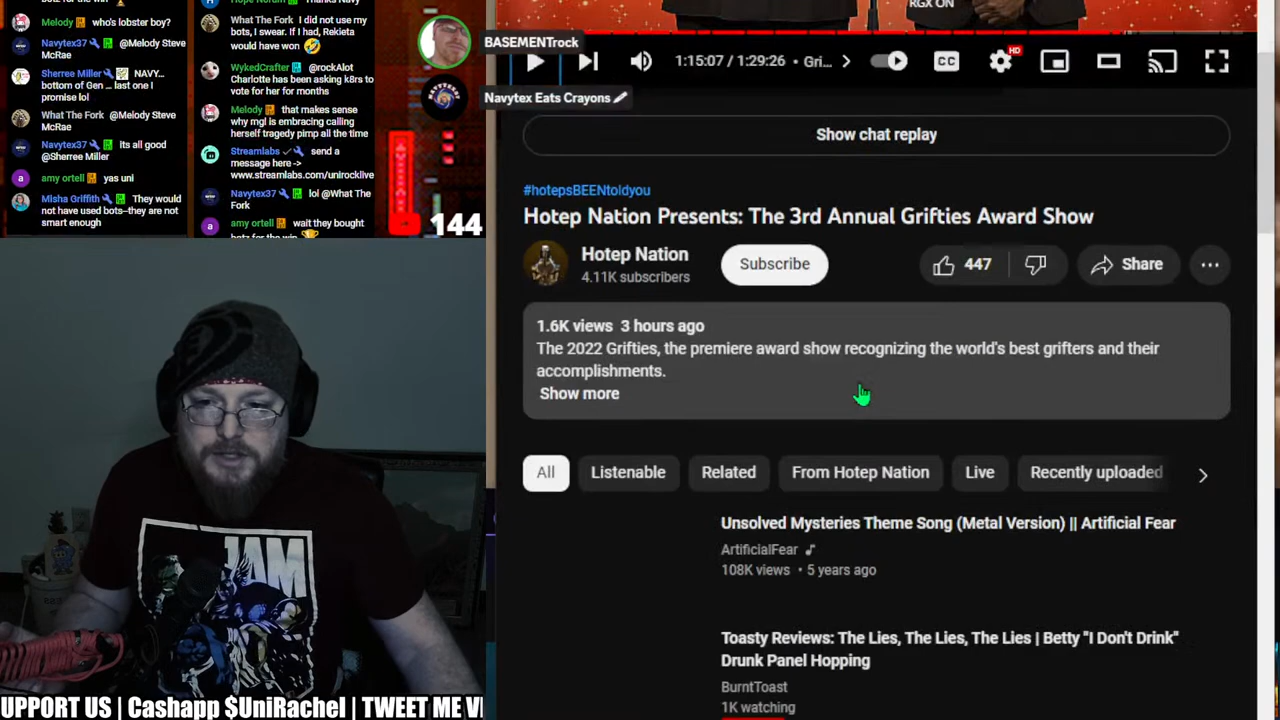 Melody who's lobster boy?
Navytex37 @Melody Steve
McRae
Sherree Miller NAVY...
bottom of Gen ... last one I
promise lol
What The Fork @Melody Steve
McRae
Navytex37 its all good
@Sherree Miller
amy ortell yas uni
Misha Griffith They would
not have used bots--they are not
smart enough
What The Fork I did not use my
bots, I swear. If I had, Rekieta
would have won 🤣
WykedCrafter @rockAlot
Charlotte has been asking k8rs to
vote for her for months
Melody that makes sense
why mgl is embracing calling
herself tragedy pimp all the time
Streamlabs ✓ send a
message here ->
www.streamlabs.com/unirocklive
Navytex37 lol @What The
Fork
amy ortell wait they bought
botz for the win 🏆
144
BASEMENTrock
Navytex Eats Crayons
RGX ON
1:15:07 / 1:29:26 • Gri...
CC
HD
Show chat replay
#hotepsBEENtoldyou
Hotep Nation Presents: The 3rd Annual Grifties Award Show
Hotep Nation
4.11K subscribers
Subscribe
447
Share
1.6K views 3 hours ago
The 2022 Grifties, the premiere award show recognizing the world's best grifters and their
accomplishments.
Show more
All
Listenable
Related
From Hotep Nation
Live
Recently uploaded
Unsolved Mysteries Theme Song (Metal Version) || Artificial Fear
ArtificialFear
108K views • 5 years ago
Toasty Reviews: The Lies, The Lies, The Lies | Betty "I Don't Drink"
Drunk Panel Hopping
BurntToast
1K watching
JAM
UPPORT US | Cashapp $UniRachel | TWEET ME